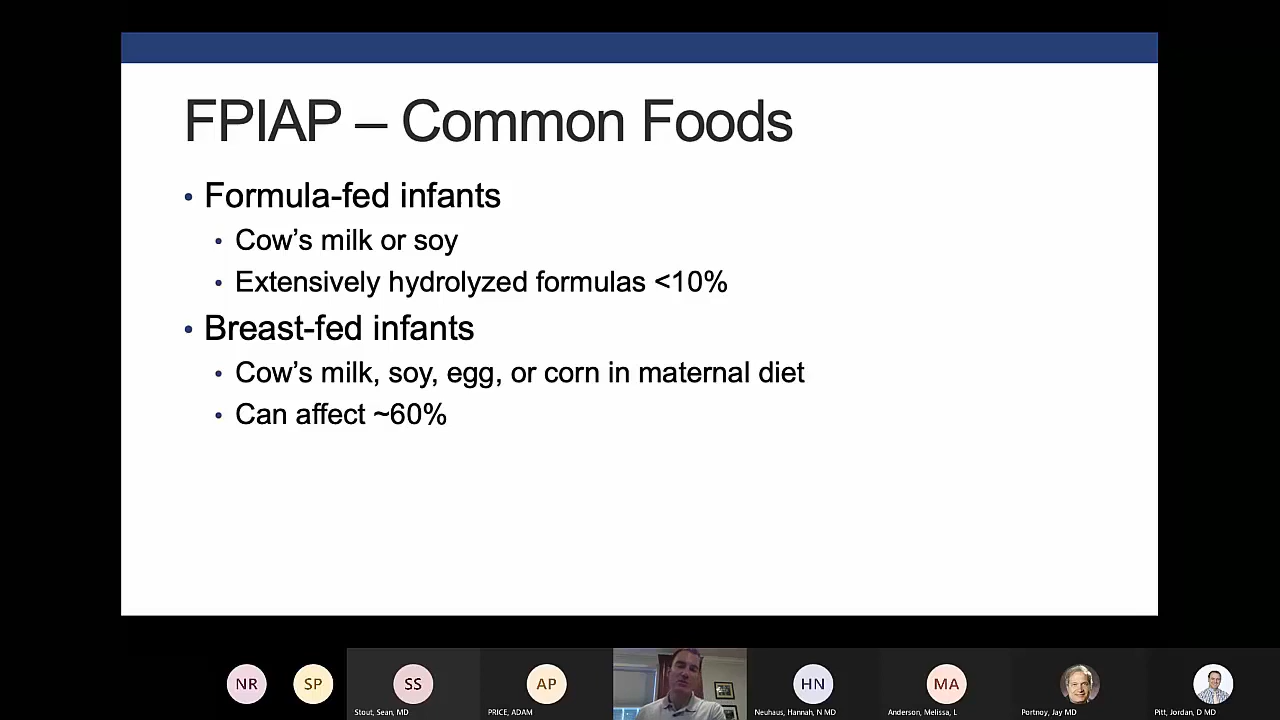 FPIAP – Common Foods
• Formula-fed infants
• Cow’s milk or soy
• Extensively hydrolyzed formulas <10%
• Breast-fed infants
• Cow’s milk, soy, egg, or corn in maternal diet
• Can affect ~60%
NR
SP
SS
AP
HN
MA
Stout, Sean, MD
PRICE, ADAM
Neuhaus, Hannah, N MD
Anderson, Melissa, L
Portnoy, Jay MD
Pitt, Jordan, D MD